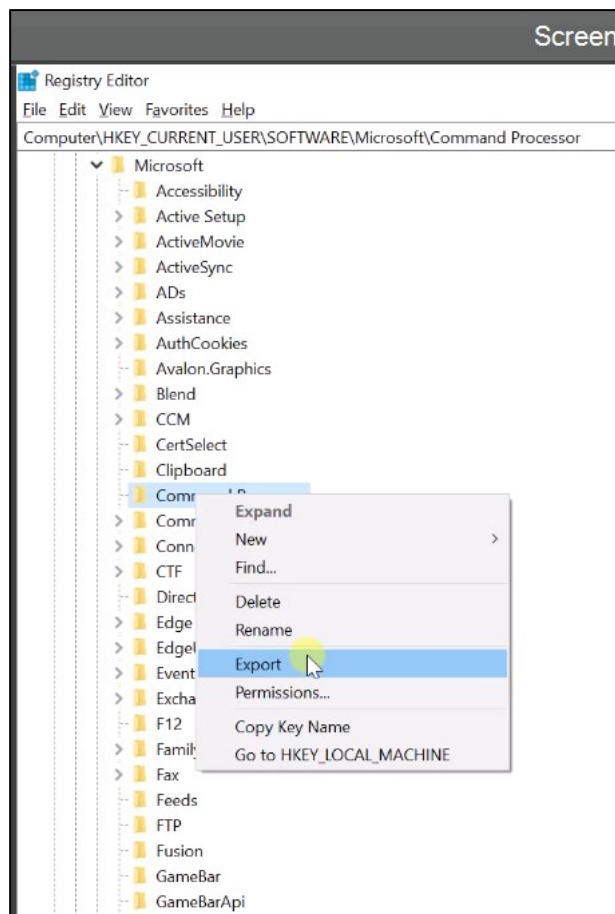 Screen
Registry Editor
File Edit View Favorites Help
Computer\HKEY_CURRENT_USER\SOFTWARE\Microsoft\Command Processor
Microsoft
Accessibility
Active Setup
ActiveMovie
ActiveSync
ADs
Assistance
AuthCookies
Avalon.Graphics
Blend
CCM
CertSelect
Clipboard
Expand
New
Find...
CTF
Delete
Rename
Edge
Export
Permissions...
F12
Copy Key Name
Go to HKEY_LOCAL_MACHINE
Fax
Feeds
FTP
Fusion
GameBar
GameBarApi